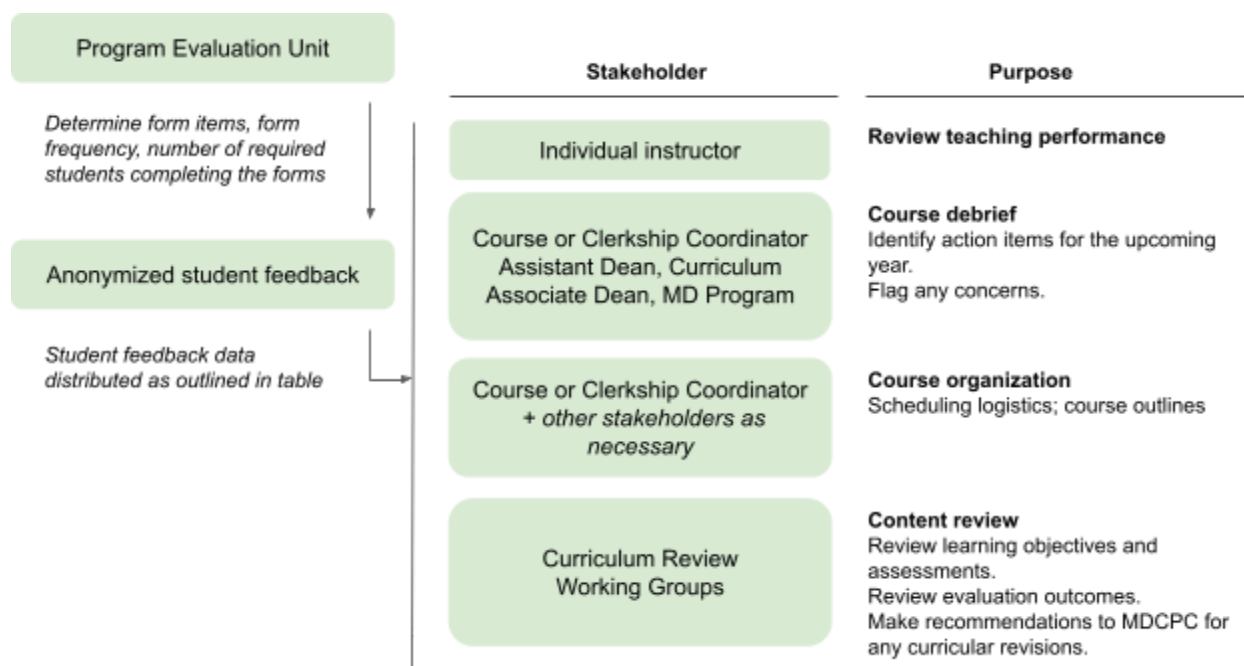 Program Evaluation Unit
Determine form items, form
frequency, number of required
students completing the forms
Anonymized student feedback
Student feedback data
distributed as outlined in table
Stakeholder
Purpose
Individual instructor
Review teaching performance
Course or Clerkship Coordinator
Assistant Dean, Curriculum
Associate Dean, MD Program
Course debrief
Identify action items for the upcoming
year.
Flag any concerns.
Course or Clerkship Coordinator
+ other stakeholders as
necessary
Course organization
Scheduling logistics; course outlines
Curriculum Review
Working Groups
Content review
Review learning objectives and
assessments.
Review evaluation outcomes.
Make recommendations to MDCPC for
any curricular revisions.